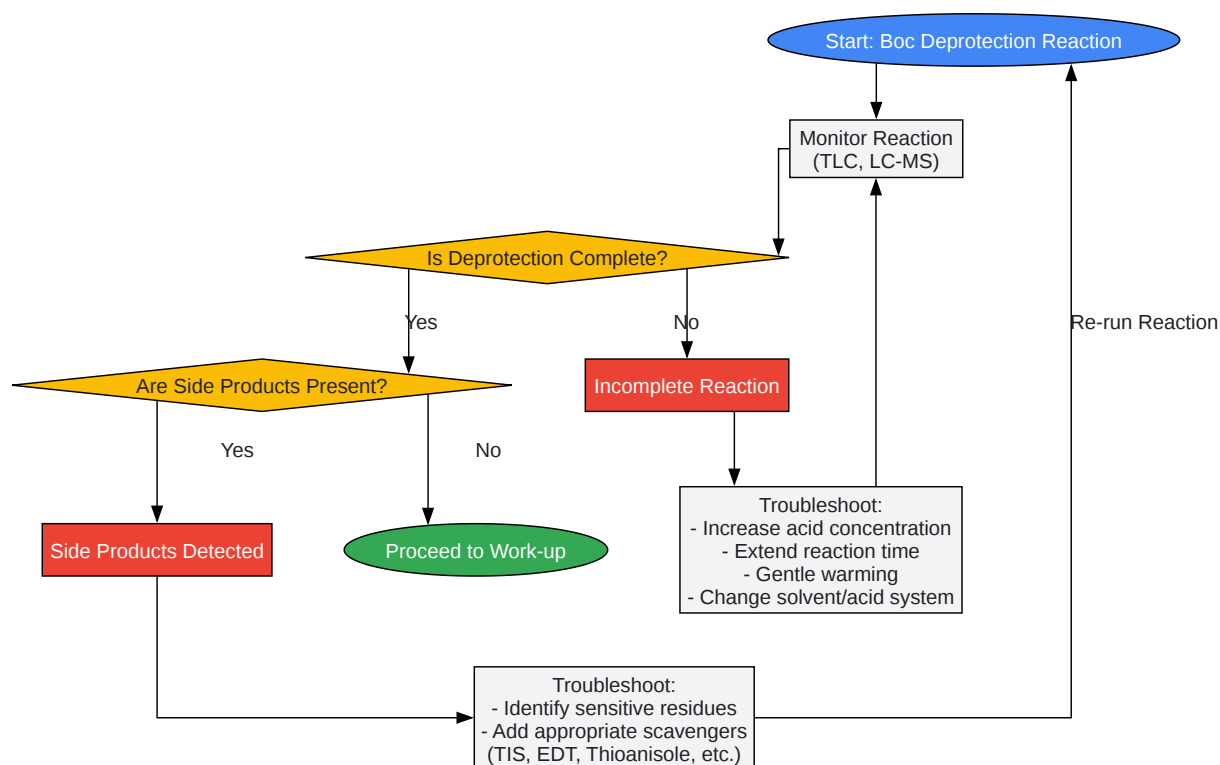 Start: Boc Deprotection Reaction
Monitor Reaction
(TLC, LC-MS)
Is Deprotection Complete?
Yes
No
Re-run Reaction
Are Side Products Present?
Incomplete Reaction
Yes
No
Side Products Detected
Proceed to Work-up
Troubleshoot:
- Increase acid concentration
- Extend reaction time
- Gentle warming
- Change solvent/acid system
Troubleshoot:
- Identify sensitive residues
- Add appropriate scavengers
(TIS, EDT, Thioanisole, etc.)